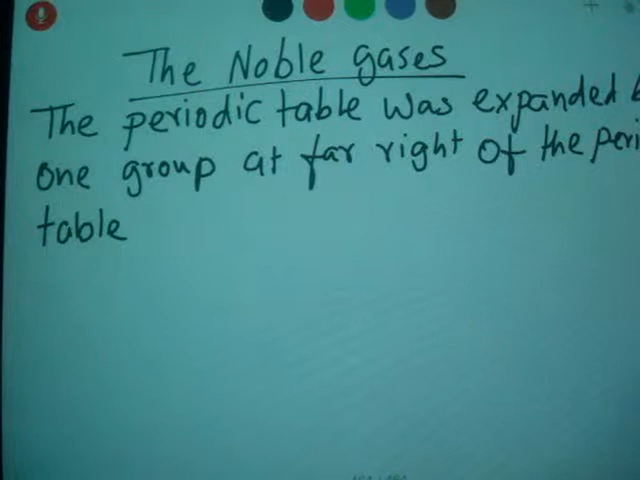 The Noble gases
The periodic table was expanded
one group at far right of the
table